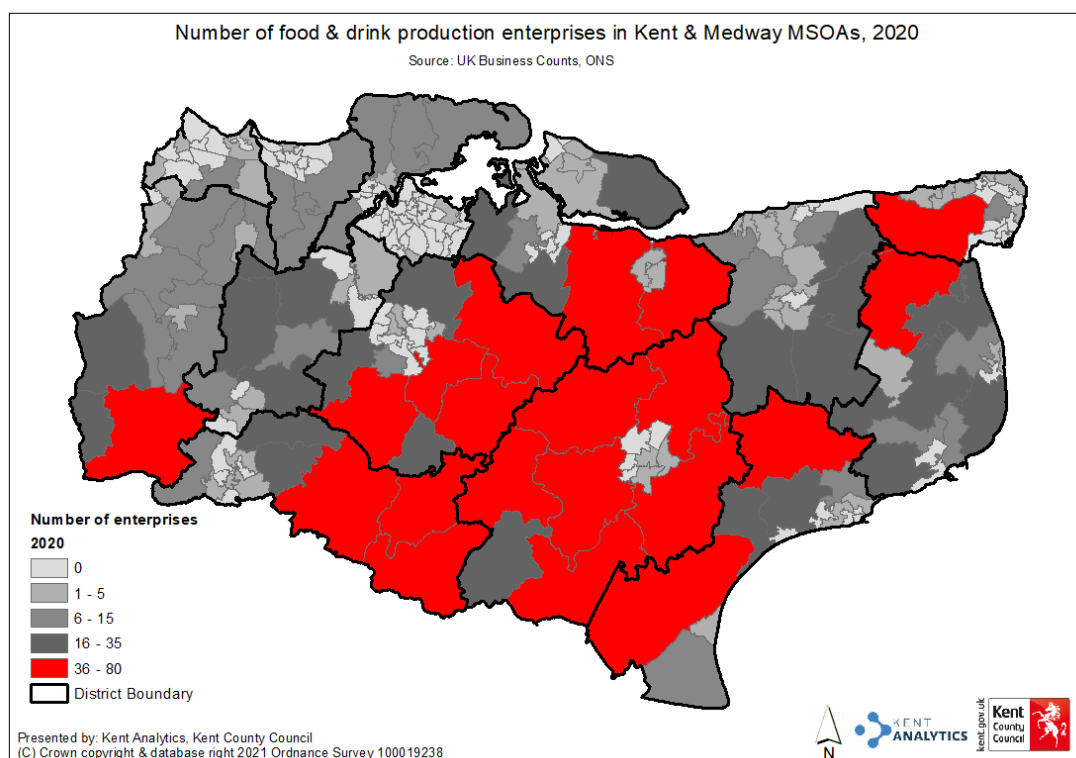 Number of food & drink production enterprises in Kent & Medway MSOAs, 2020
Source: UK Business Counts, ONS
Number of enterprises
2020
0
1 - 5
6 - 15
16 - 35
36 - 80
District Boundary
Presented by: Kent Analytics, Kent County Council
(C) Crown copyright & database right 2021 Ordnance Survey 100019238
N
KENT
ANALYTICS
kent.gov.uk
Kent
County
Council